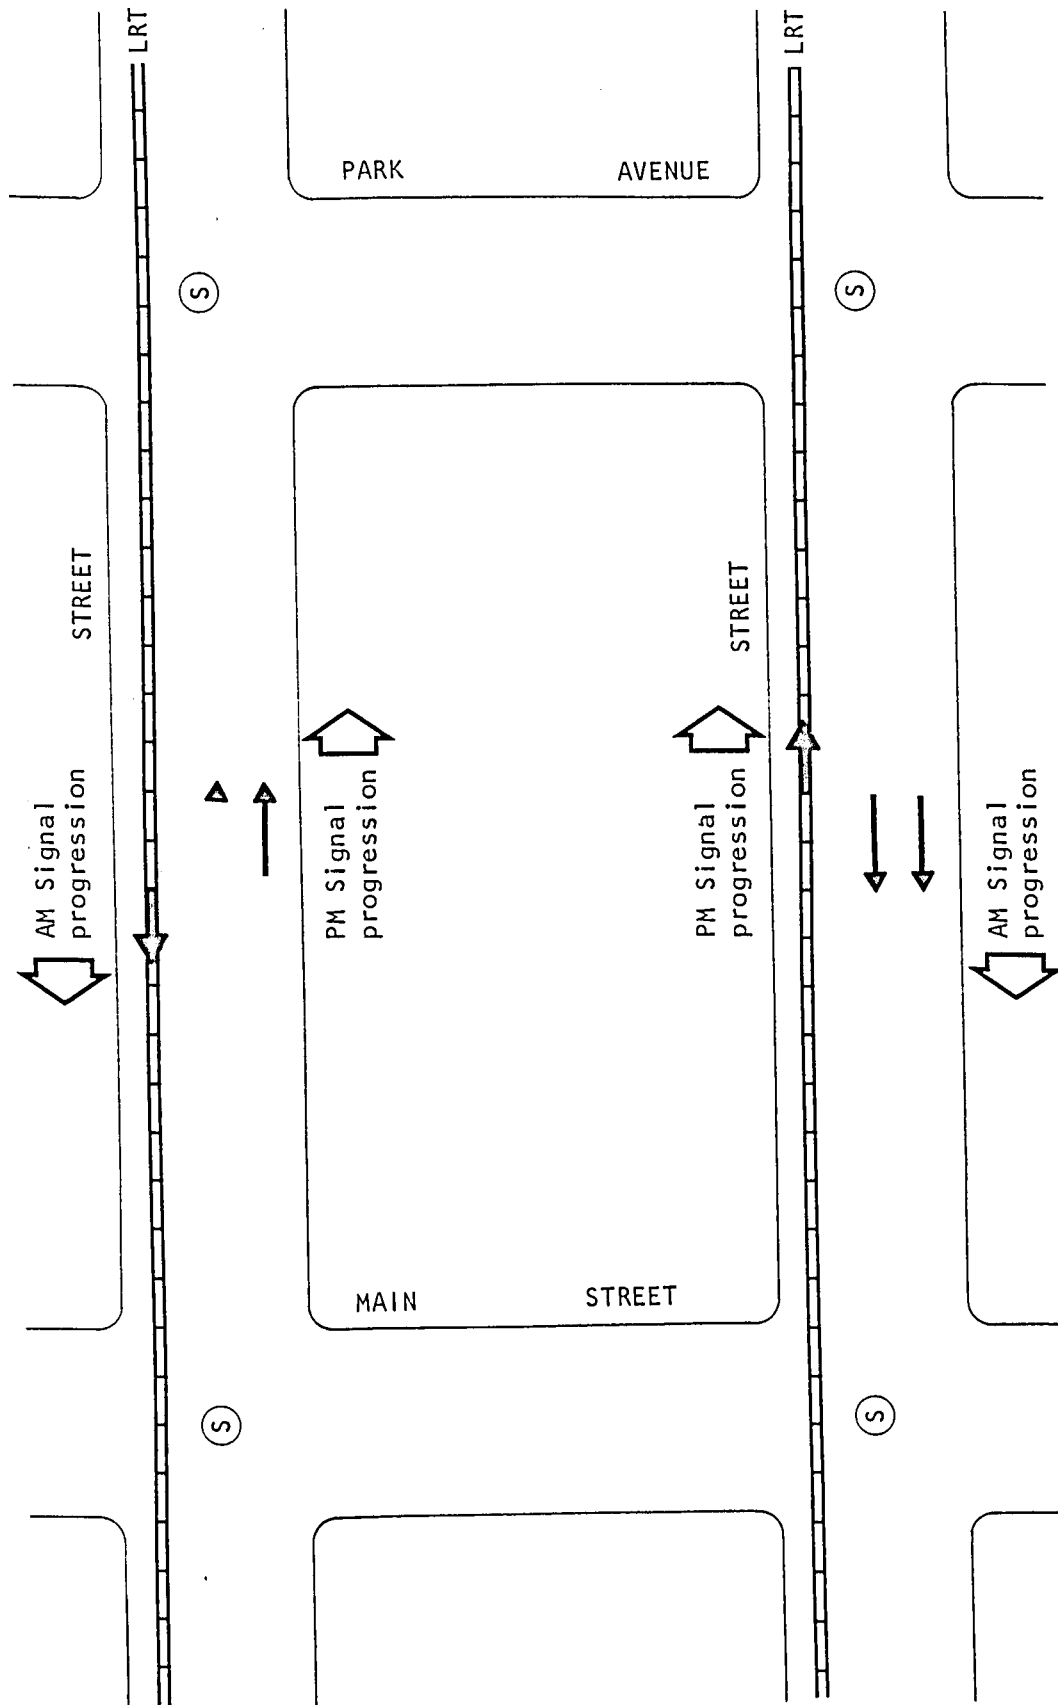 LRT
LRT
PARK
AVENUE
S
S
STREET
STREET
AM Signal
progression
PM Signal
progression
PM Signal
progression
AM Signal
progression
MAIN
STREET
S
S